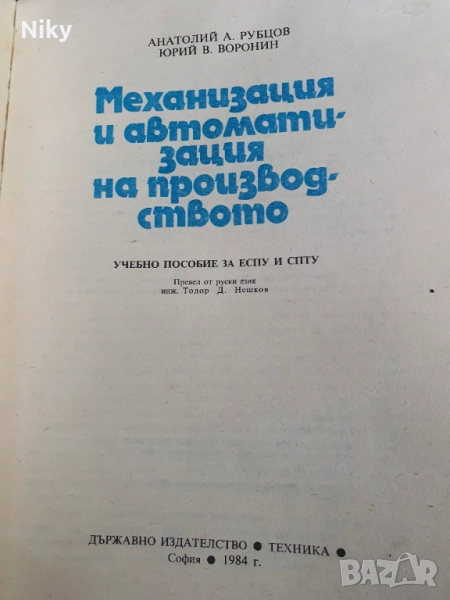 Niky
АНАТОЛИЙ А. РУБЦОВ
ЮРИЙ В. ВОРОНИН
Механизация
и автомати-
зация
на производ-
ството
УЧЕБНО ПОСОБИЕ ЗА ЕСПУ И СПТУ
Превел от руски език
инж. Тодор Д. Нешков
ДЪРЖАВНО ИЗДАТЕЛСТВО ● ТЕХНИКА ●
София ● 1984 г.
BAZAR